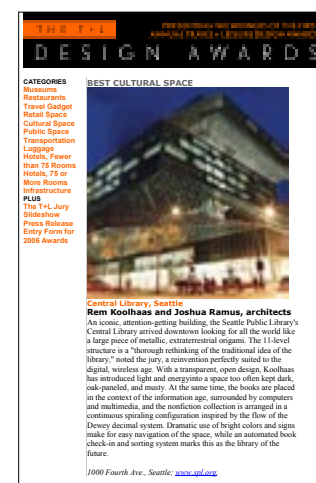 THE T+L
DESIGN AWARDS
CATEGORIES
Museums
Restaurants
Travel Gadget
Retail Space
Cultural Space
Public Space
Transportation
Luggage
Hotels, Fewer
than 75 Rooms
Hotels, 75 or
More Rooms
Infrastructure
PLUS
The T+L Jury
Slideshow
Press Release
Entry Form for
2006 Awards
BEST CULTURAL SPACE
Central Library, Seattle
Rem Koolhaas and Joshua Ramus, architects
An iconic, attention-getting building, the Seattle Public Library's
Central Library arrived downtown looking for all the world like
a large piece of metallic, extraterrestrial origami. The 11-level
structure is a "thorough rethinking of the traditional idea of the
library," noted the jury, a reinvention perfectly suited to the
digital, wireless age. With a transparent, open design, Koolhaas
has introduced light and energyinto a space too often kept dark,
oak-paneled, and musty. At the same time, the books are placed
in the context of the information age, surrounded by computers
and multimedia, and the nonfiction collection is arranged in a
continuous spiraling configuration inspired by the flow of the
Dewey decimal system. Dramatic use of bright colors and signs
make for easy navigation of the space, while an automated book
check-in and sorting system marks this as the library of the
future.
1000 Fourth Ave., Seattle; www.spl.org.